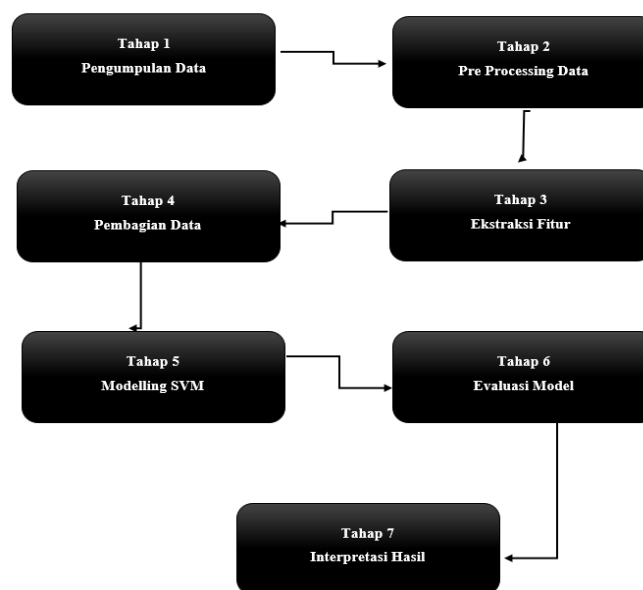 Tahap 1
Pengumpulan Data
Tahap 2
Pre Processing Data
Tahap 3
Ekstraksi Fitur
Tahap 4
Pembagian Data
Tahap 5
Modelling SVM
Tahap 6
Evaluasi Model
Tahap 7
Interpretasi Hasil